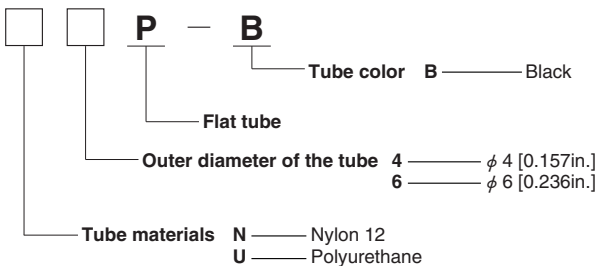 P – B
Tube color B Black
Flat tube
Outer diameter of the tube 4 ϕ 4 [0.157in.]
6 ϕ 6 [0.236in.]
Tube materials N Nylon 12
U Polyurethane